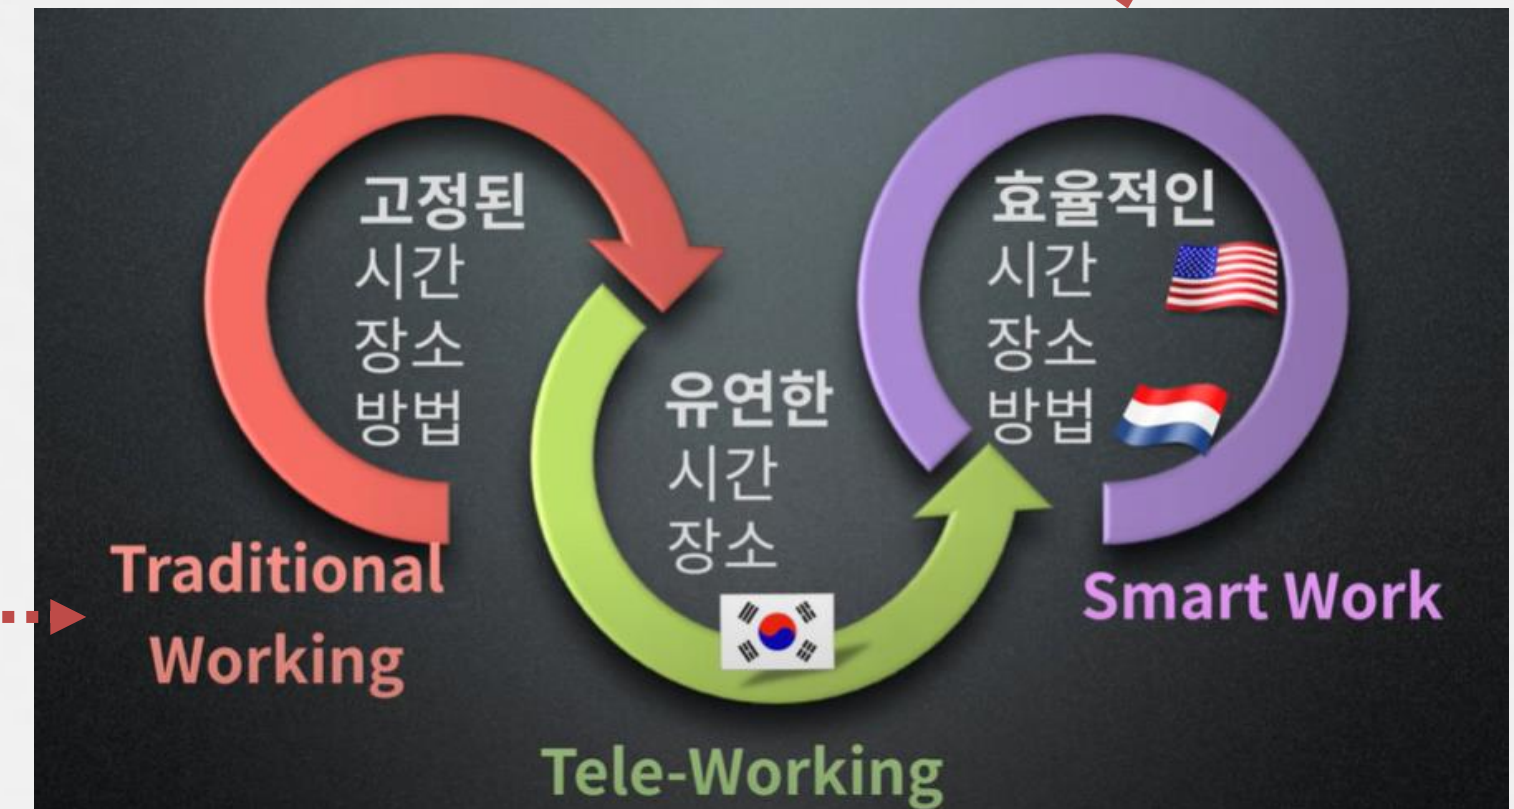 고정된
시간
장소
방법
Traditional
Working
유연한
시간
장소
Tele-Working
효율적인
시간
장소
방법
Smart Work